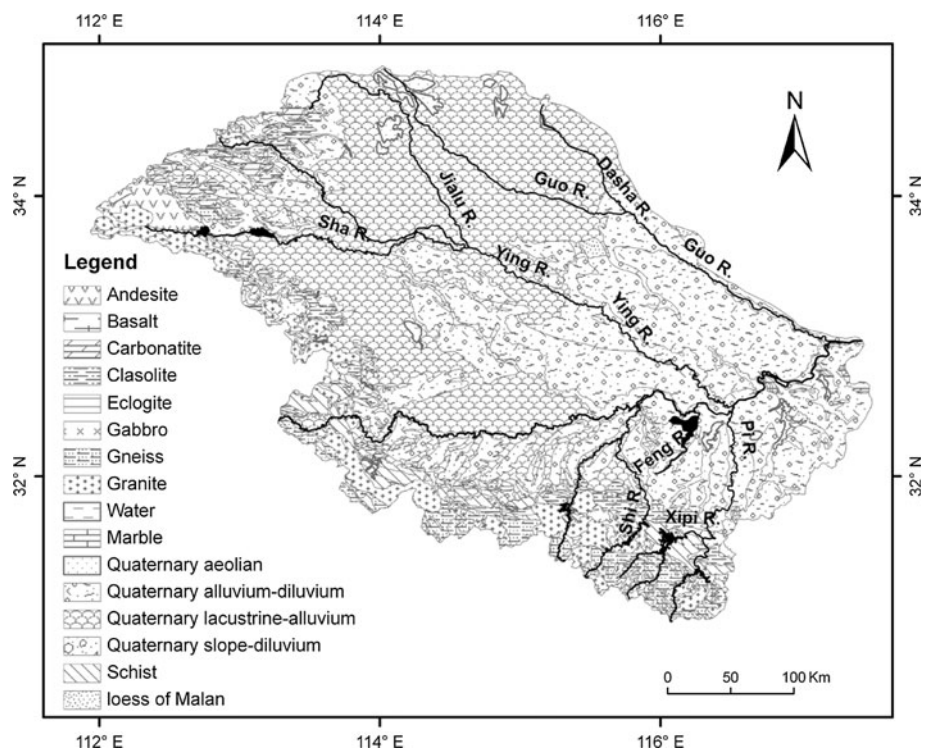 112° E
114° E
116° E
N
34° N
34° N
Jialu R.
Guo R.
Dasha R.
Sha R.
Ying R.
Guo R.
Ying R.
Legend
Andesite
Basalt
Carbonatite
Clasolite
Eclogite
Gabbro
Gneiss
Granite
Water
Marble
Quaternary aeolian
Quaternary alluvium-diluvium
Quaternary lacustrine-alluvium
Quaternary slope-diluvium
Schist
loess of Malan
32° N
32° N
Feng R.
Pi R.
Shi R.
Xipi R.
0 50 100 Km
112° E
114° E
116° E